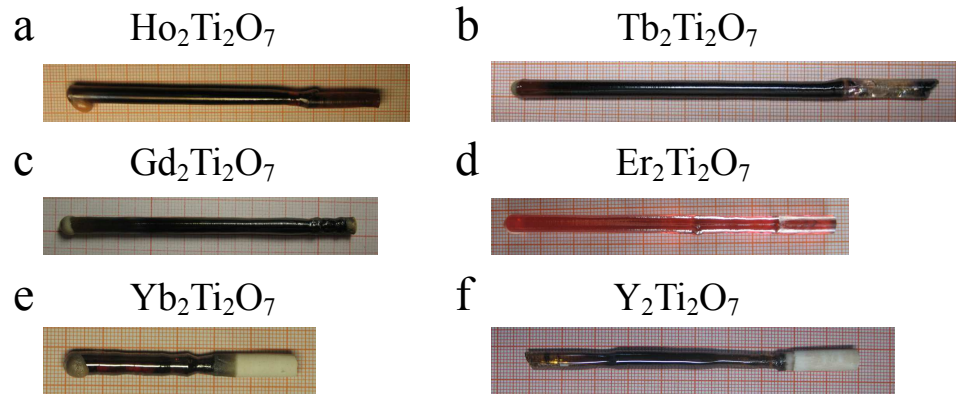 a Ho₂Ti₂O₇
b Tb₂Ti₂O₇
c Gd₂Ti₂O₇
d Er₂Ti₂O₇
e Yb₂Ti₂O₇
f Y₂Ti₂O₇